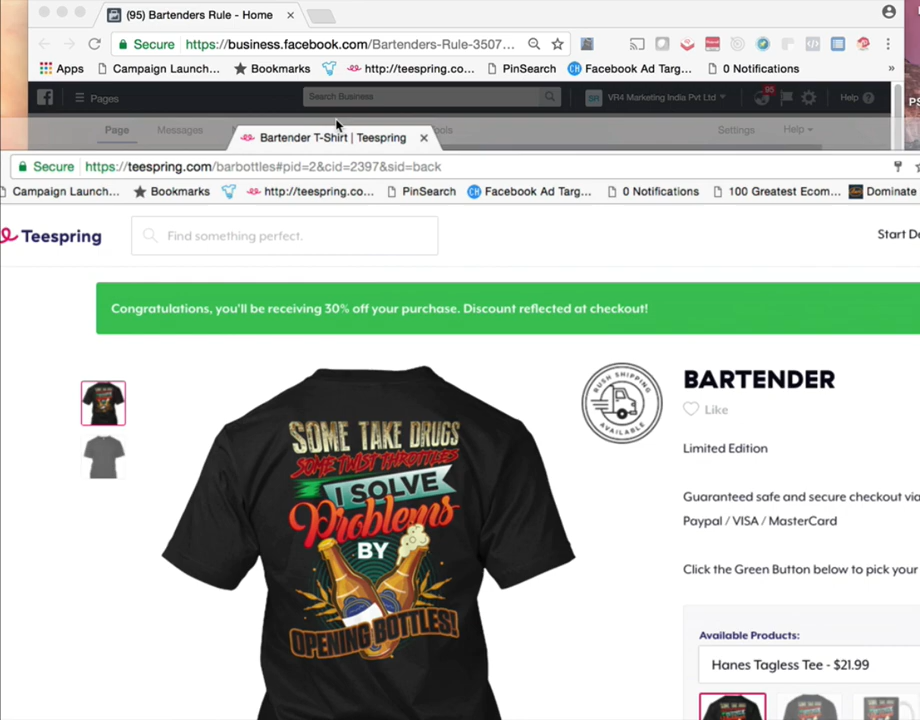 (95) Bartenders Rule - Home
Secure https://business.facebook.com/Bartenders-Rule-3507...
Apps Campaign Launch... Bookmarks http://teespring.co... PinSearch Facebook Ad Targ... 0 Notifications »
Pages Search Business VR4 Marketing India Pvt Ltd 95 Help
Page Messages Settings Help
Bartender T-Shirt | Teespring
Secure https://teespring.com/barbottles#pid=2&cid=2397&sid=back
Campaign Launch... Bookmarks http://teespring.co... PinSearch Facebook Ad Targ... 0 Notifications 100 Greatest Ecom... Dominate
Teespring Find something perfect. Start De
Congratulations, you'll be receiving 30% off your purchase. Discount reflected at checkout!
RUSH SHIPPING
AVAILABLE
BARTENDER
Like
Limited Edition
Guaranteed safe and secure checkout via
Paypal / VISA / MasterCard
Click the Green Button below to pick your
Available Products:
Hanes Tagless Tee - $21.99
SOME TAKE DRUGS
SOME TWIST THROTTLES
I SOLVE
Problems
BY
OPENING BOTTLES!